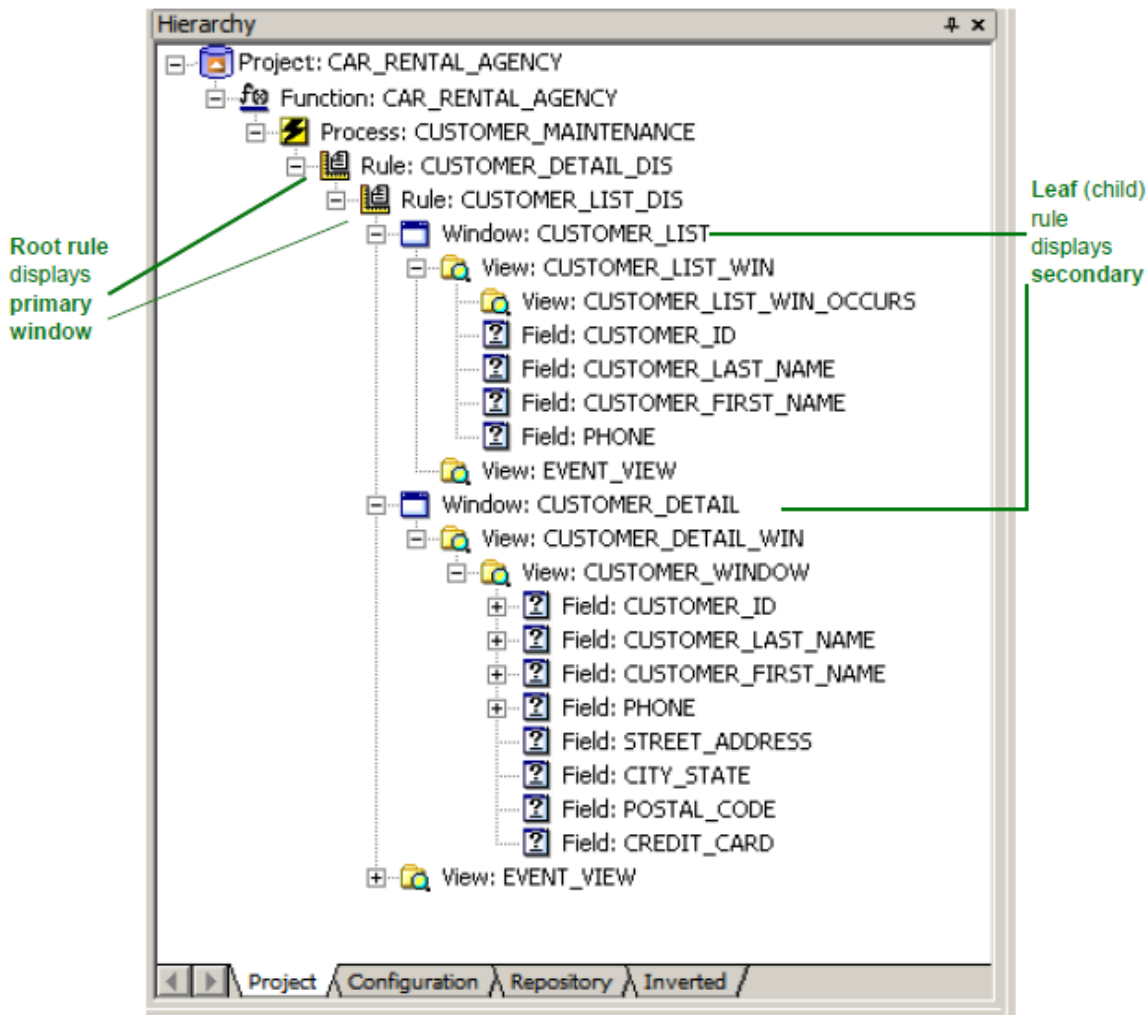 Hierarchy
Project: CAR_RENTAL_AGENCY
Function: CAR_RENTAL_AGENCY
Process: CUSTOMER_MAINTENANCE
Rule: CUSTOMER_DETAIL_DIS
Rule: CUSTOMER_LIST_DIS
Window: CUSTOMER_LIST
View: CUSTOMER_LIST_WIN
View: CUSTOMER_LIST_WIN_OCCURS
Field: CUSTOMER_ID
Field: CUSTOMER_LAST_NAME
Field: CUSTOMER_FIRST_NAME
Field: PHONE
View: EVENT_VIEW
Window: CUSTOMER_DETAIL
View: CUSTOMER_DETAIL_WIN
View: CUSTOMER_WINDOW
Field: CUSTOMER_ID
Field: CUSTOMER_LAST_NAME
Field: CUSTOMER_FIRST_NAME
Field: PHONE
Field: STREET_ADDRESS
Field: CITY_STATE
Field: POSTAL_CODE
Field: CREDIT_CARD
View: EVENT_VIEW
Project Configuration Repository Inverted
Root rule
displays
primary
window
Leaf (child)
rule
displays
secondary